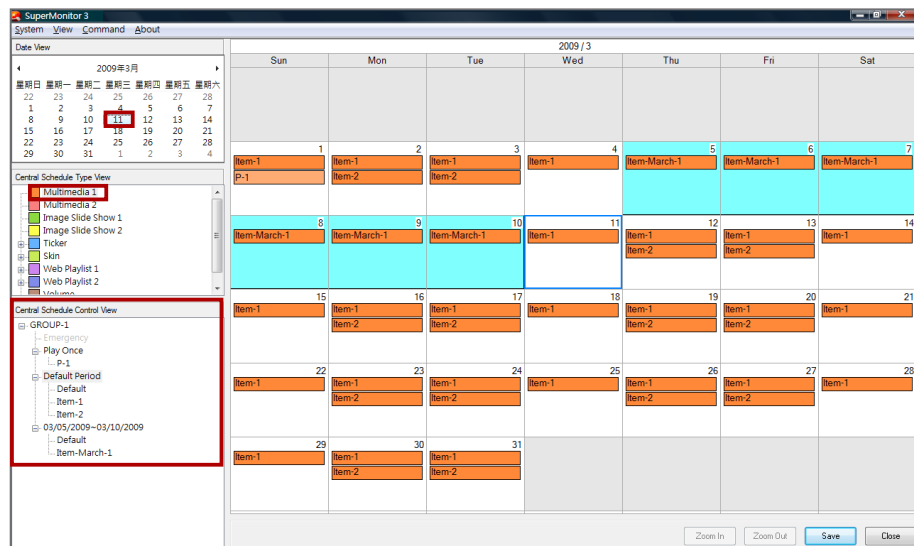 SuperMonitor 3
System View Command About
Date View
2009年3月
星期日 星期一 星期二 星期三 星期四 星期五 星期六
22 23 24 25 26 27 28
1 2 3 4 5 6 7
8 9 10 11 12 13 14
15 16 17 18 19 20 21
22 23 24 25 26 27 28
29 30 31 1 2 3 4
Central Schedule Type View
Multimedia 1
Multimedia 2
Image Slide Show 1
Image Slide Show 2
Ticker
Skin
Web Playlist 1
Web Playlist 2
Volume
Central Schedule Control View
GROUP-1
Emergency
Play Once
P-1
Default Period
Default
Item-1
Item-2
03/05/2009~03/10/2009
Default
Item-March-1
2009 / 3
Sun Mon Tue Wed Thu Fri Sat
1 2 3 4 5 6 7
Item-1 Item-1 Item-1 Item-1 Item-March-1 Item-March-1 Item-March-1
P-1 Item-2 Item-2
8 9 10 11 12 13 14
Item-March-1 Item-March-1 Item-March-1 Item-1 Item-1 Item-1 Item-1
Item-2 Item-2
15 16 17 18 19 20 21
Item-1 Item-1 Item-1 Item-1 Item-1 Item-1 Item-1
Item-2 Item-2 Item-2 Item-2
22 23 24 25 26 27 28
Item-1 Item-1 Item-1 Item-1 Item-1 Item-1 Item-1
Item-2 Item-2 Item-2 Item-2
29 30 31
Item-1 Item-1 Item-1
Item-2 Item-2
Zoom In Zoom Out Save Close